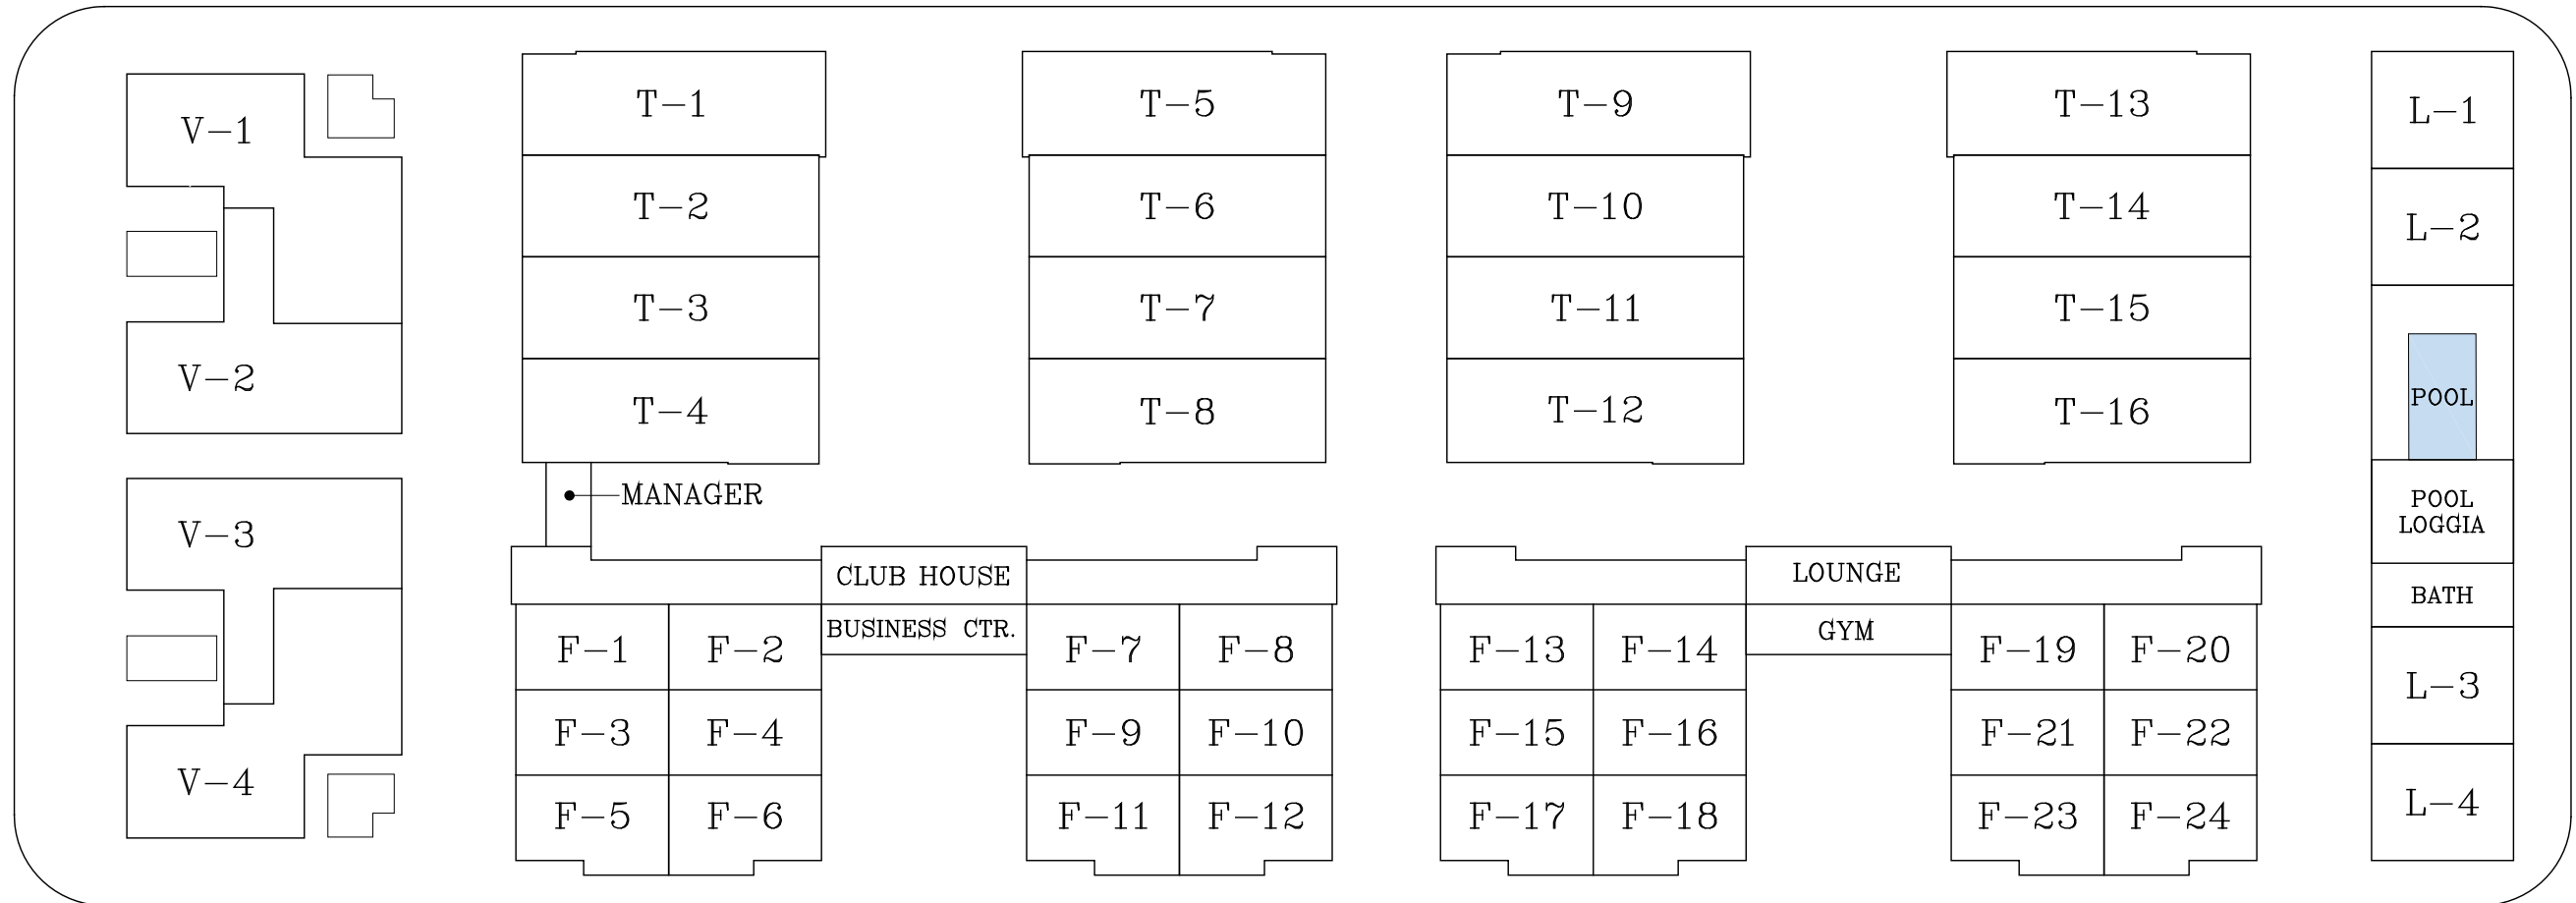 V-1
V-2
V-3
V-4
T-1
T-2
T-3
T-4
MANAGER
T-5
T-6
T-7
T-8
T-9
T-10
T-11
T-12
T-13
T-14
T-15
T-16
CLUB HOUSE
BUSINESS CTR.
F-1
F-2
F-3
F-4
F-5
F-6
F-7
F-8
F-9
F-10
F-11
F-12
LOUNGE
GYM
F-13
F-14
F-15
F-16
F-17
F-18
F-19
F-20
F-21
F-22
F-23
F-24
L-1
L-2
POOL
POOL
LOGGIA
BATH
L-3
L-4